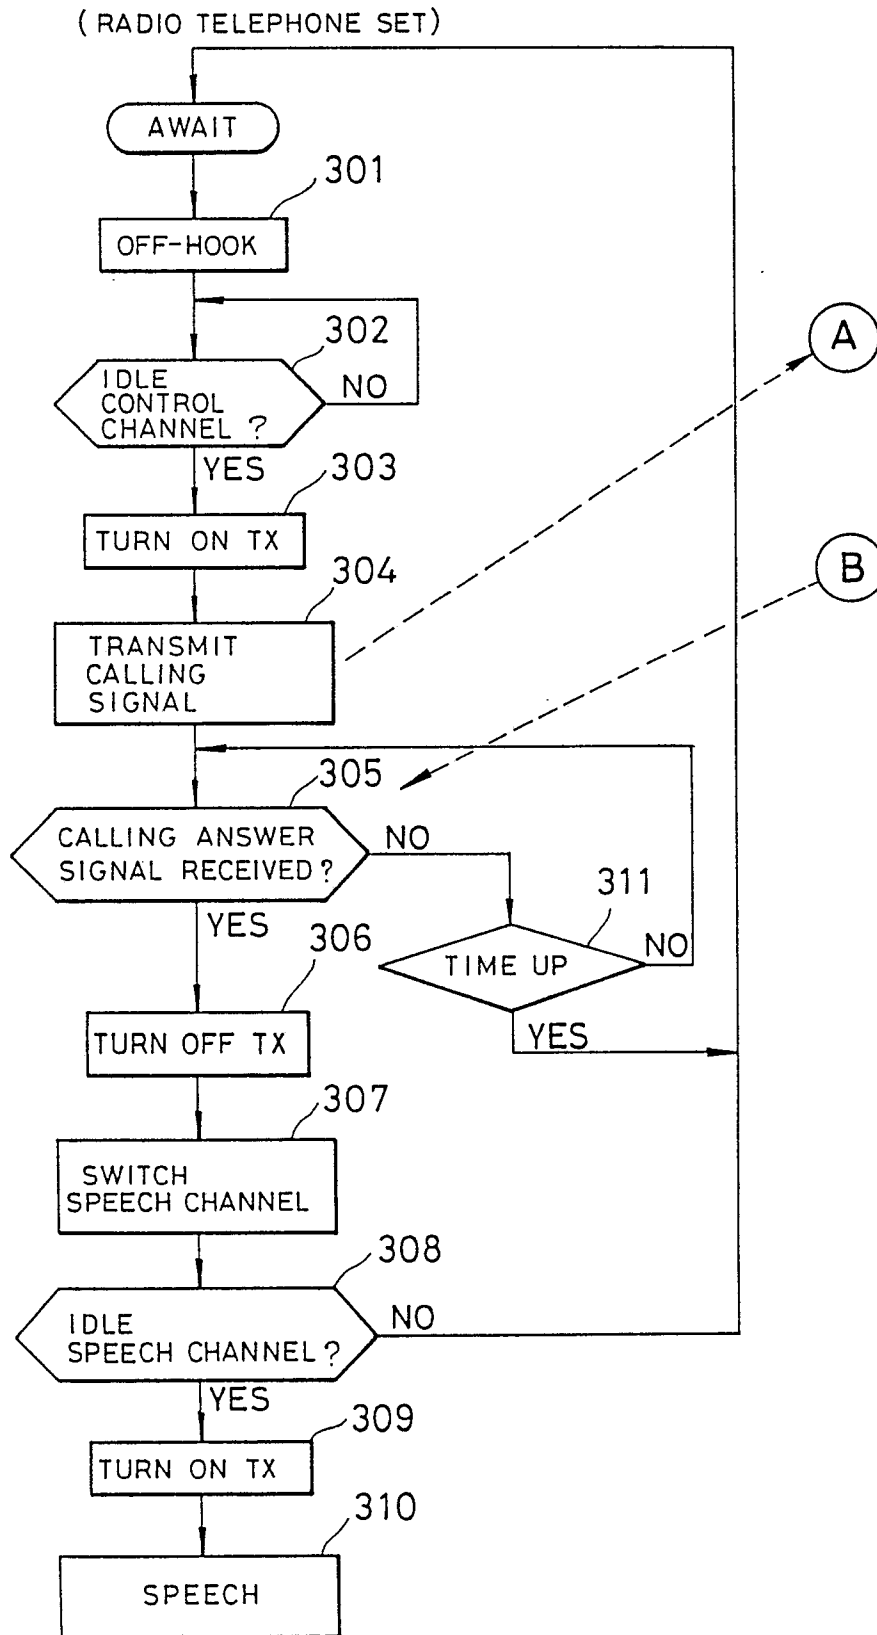 (RADIO TELEPHONE SET)
AWAIT
301
OFF-HOOK
302
IDLE
CONTROL
CHANNEL ?
NO
A
YES
303
TURN ON TX
304
B
TRANSMIT
CALLING
SIGNAL
305
CALLING ANSWER
SIGNAL RECEIVED?
NO
311
TIME UP
NO
YES
YES
306
TURN OFF TX
307
SWITCH
SPEECH CHANNEL
308
IDLE
SPEECH CHANNEL ?
NO
YES
309
TURN ON TX
310
SPEECH